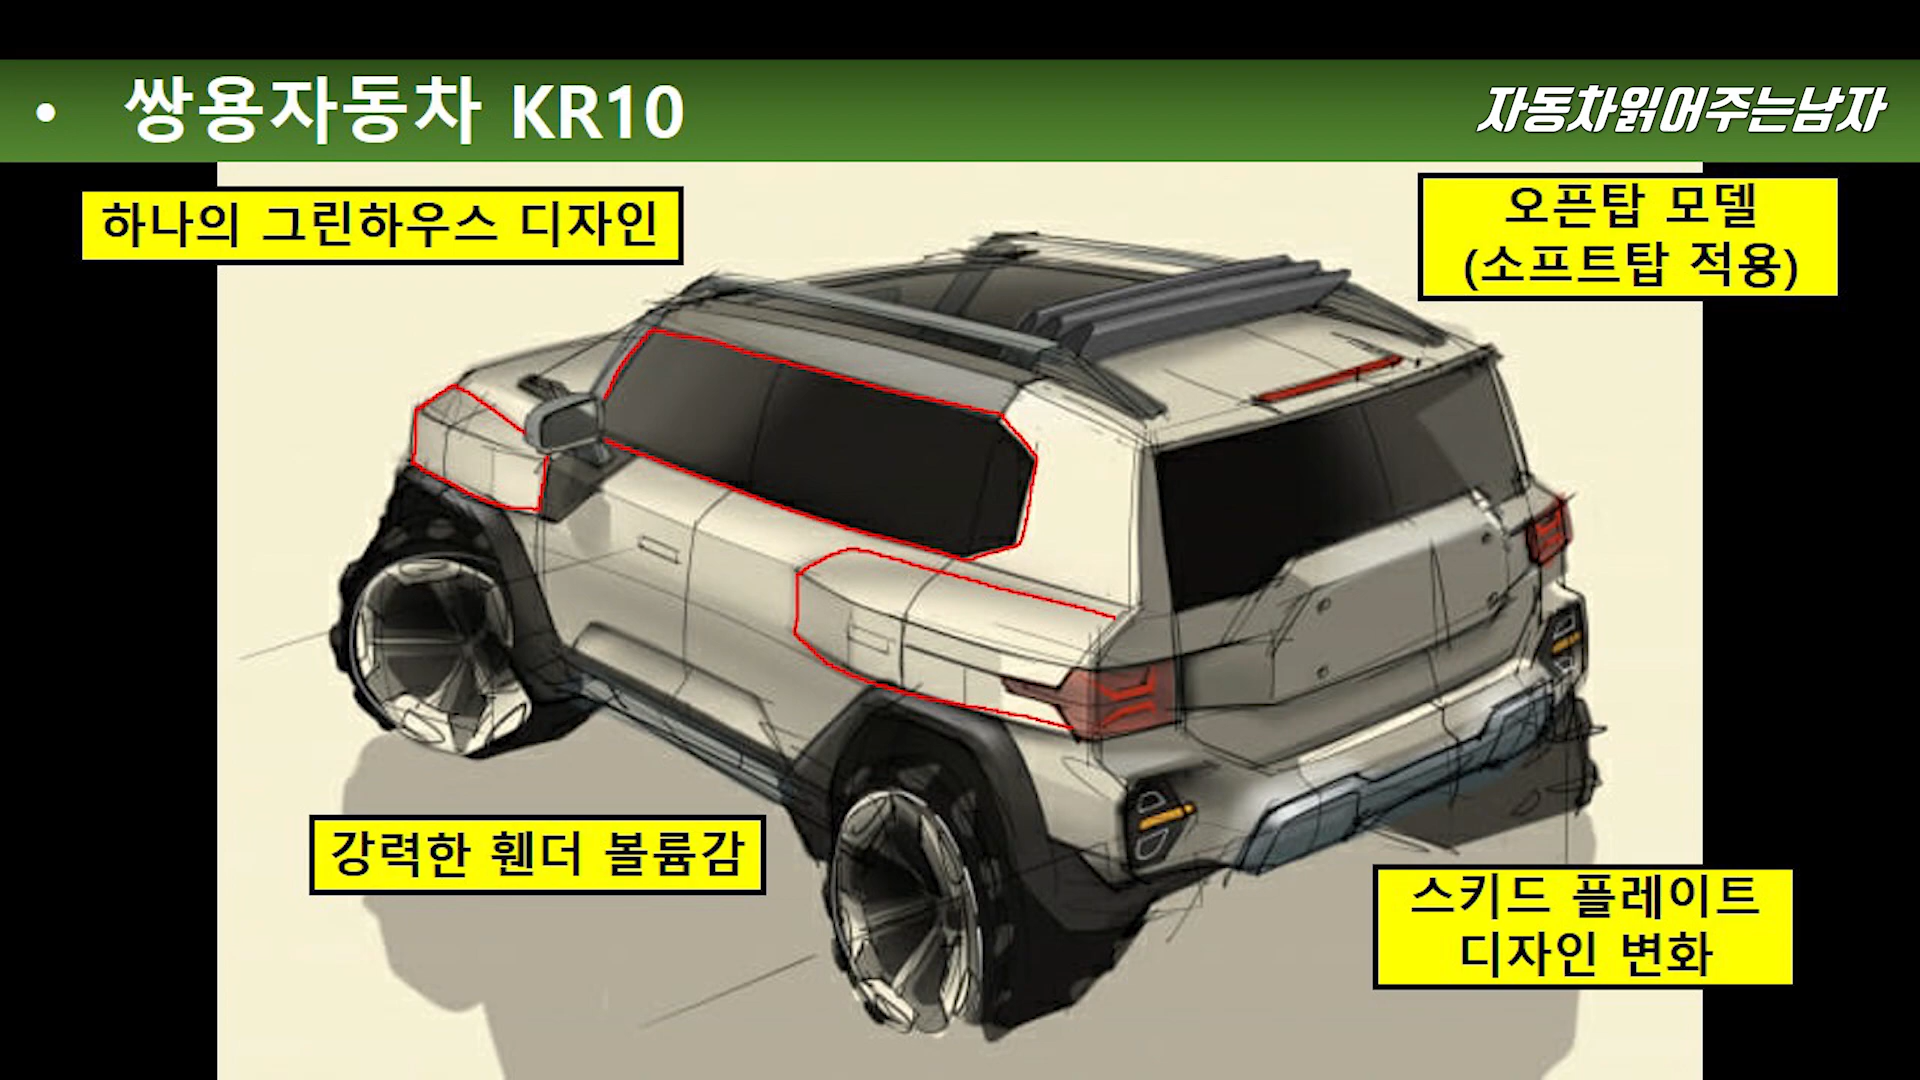 • 쌍용자동차 KR10
자동차읽어주는남자
하나의 그린하우스 디자인
오픈탑 모델
(소프트탑 적용)
강력한 휀더 볼륨감
스키드 플레이트
디자인 변화